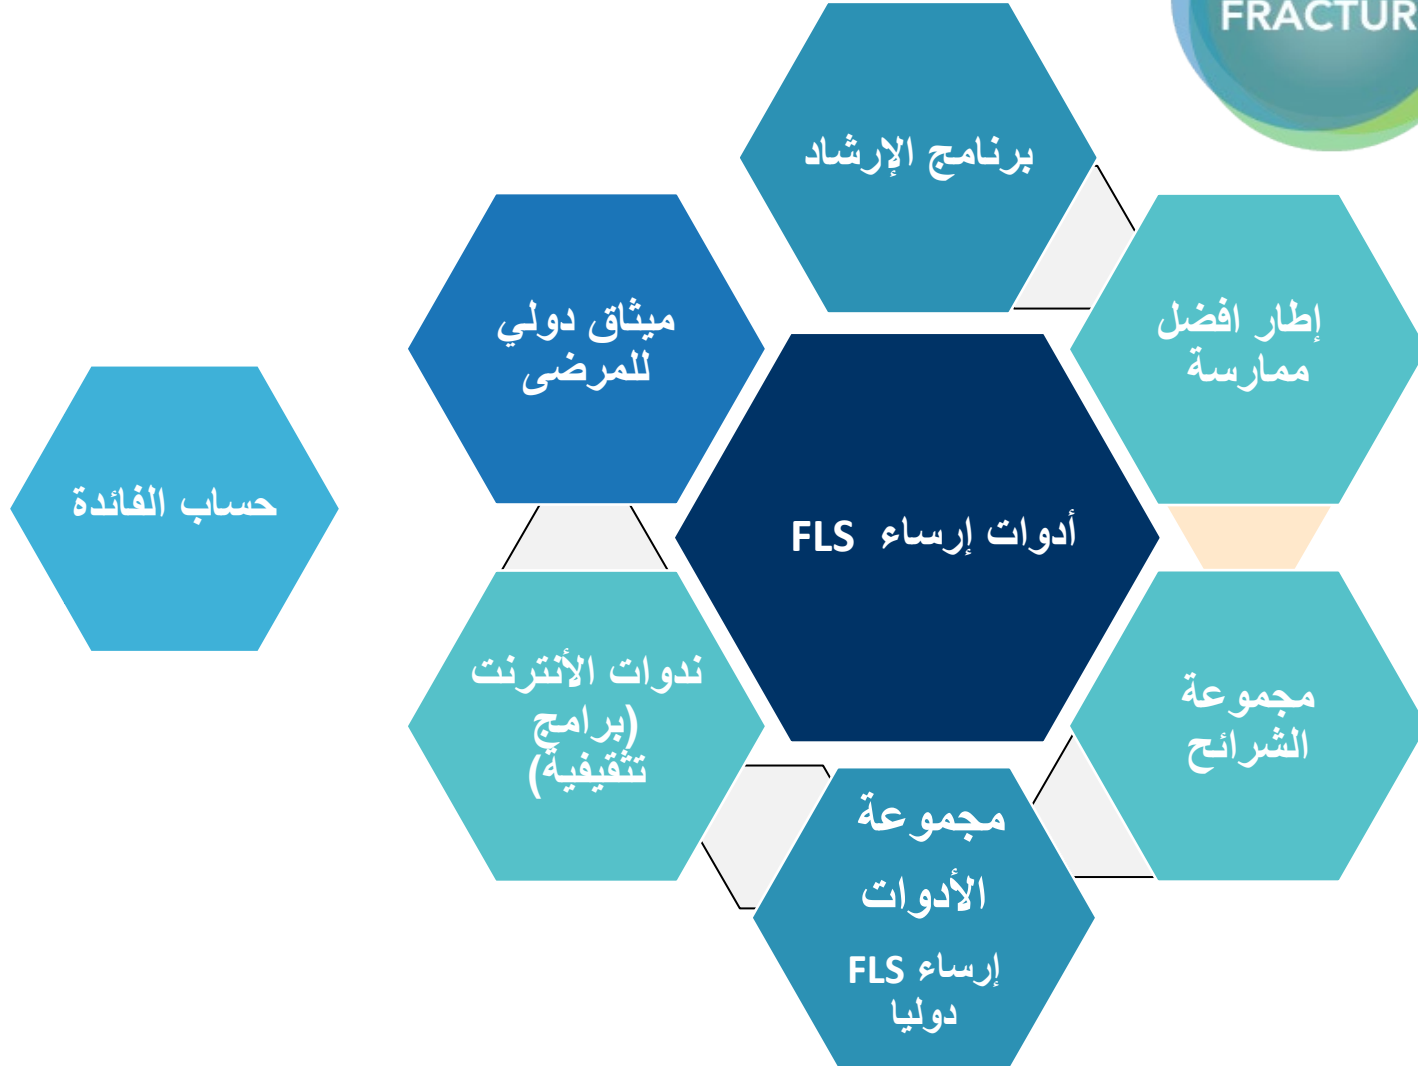 FRACTUR
برنامج الإرشاد
إطار افضل
ممارسة
ميثاق دولي
للمرضى
حساب الفائدة
أدوات إرساء FLS
ندوات الأنترنت
(برامج
تثقيفية)
مجموعة
الشرائح
مجموعة
الأدوات
إرساء FLS
دوليا